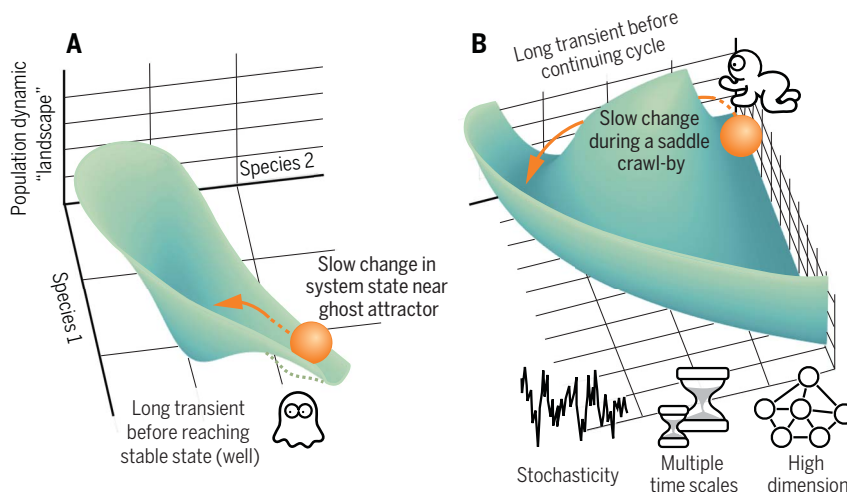 A
Population dynamic
“landscape”
Species 2
Species 1
Slow change in
system state near
ghost attractor
Long transient
before reaching
stable state (well)
B
Long transient before
continuing cycle
Slow change
during a saddle
crawl-by
Stochasticity
Multiple
time scales
High
dimension